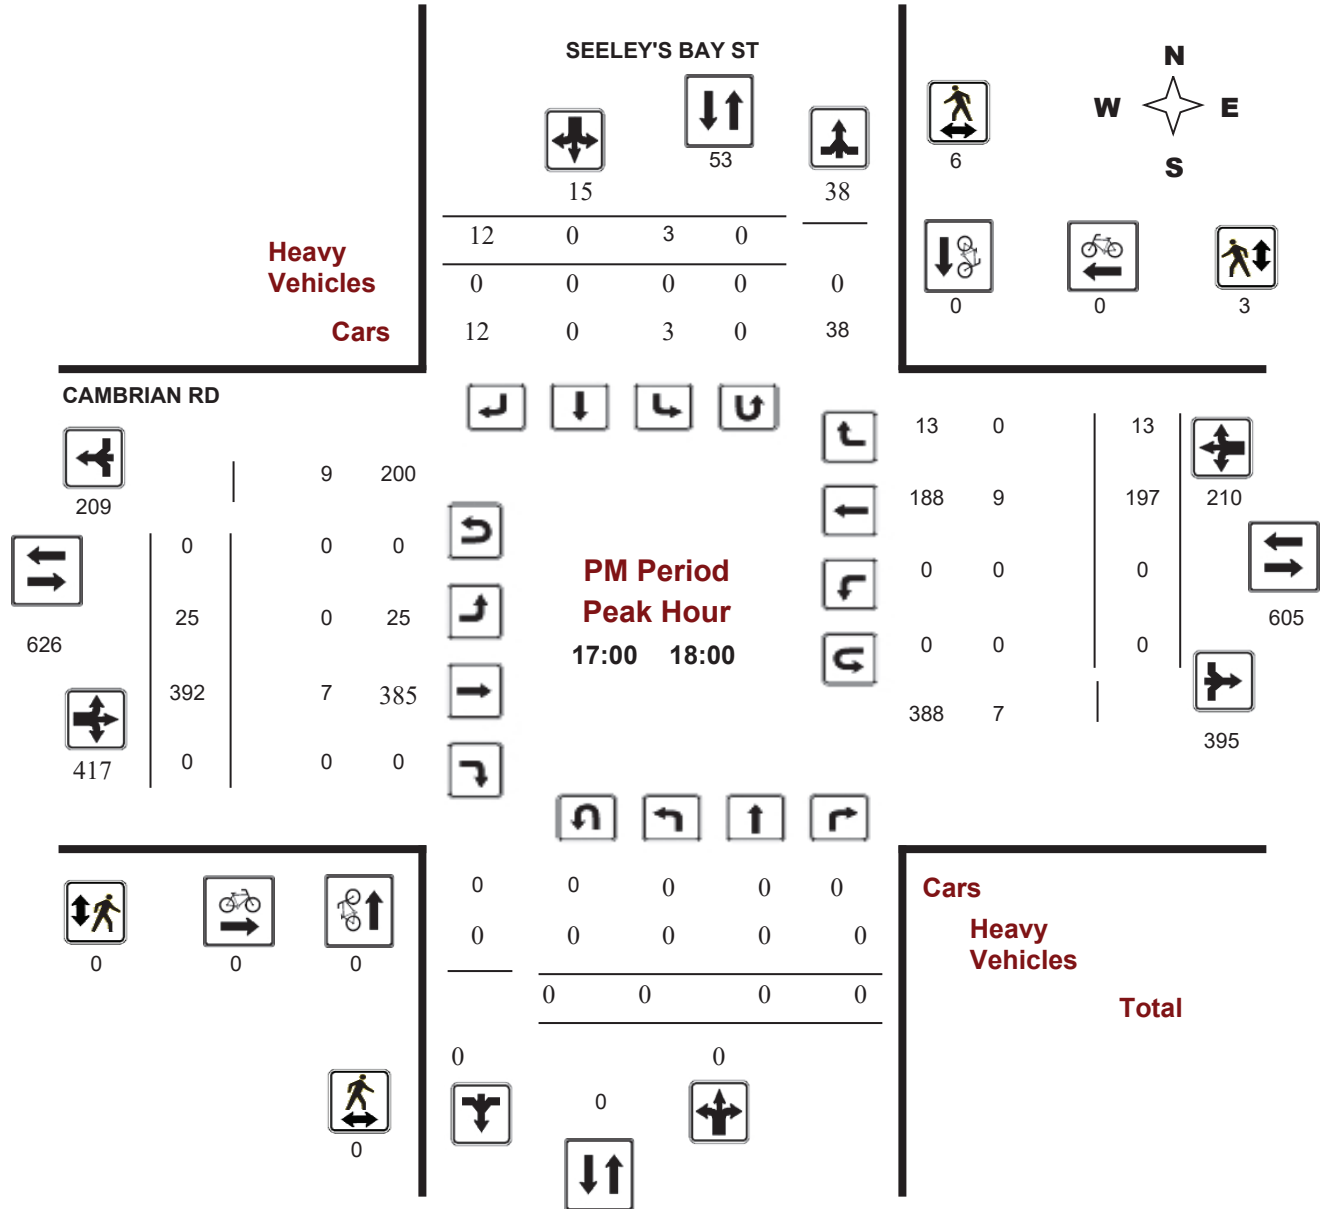 SEELEY'S BAY ST
N
W E
S
53
6
15 38
12 0 3 0
Heavy
Vehicles
0 0 0 0 0
0 0 3
Cars
12 0 3 0 38
CAMBRIAN RD
13 0 13
9 200
209
188 9 197 210
0 0 0
PM Period
0 0 0
Peak Hour
25 0 25
605
626
17:00 18:00
0 0 0
392 7 385
388 7
395
417 0 0 0
0 0 0 0 0
Cars
0 0 0 0 0
Heavy
Vehicles
0 0 0
0 0 0 0
Total
0 0
0
0